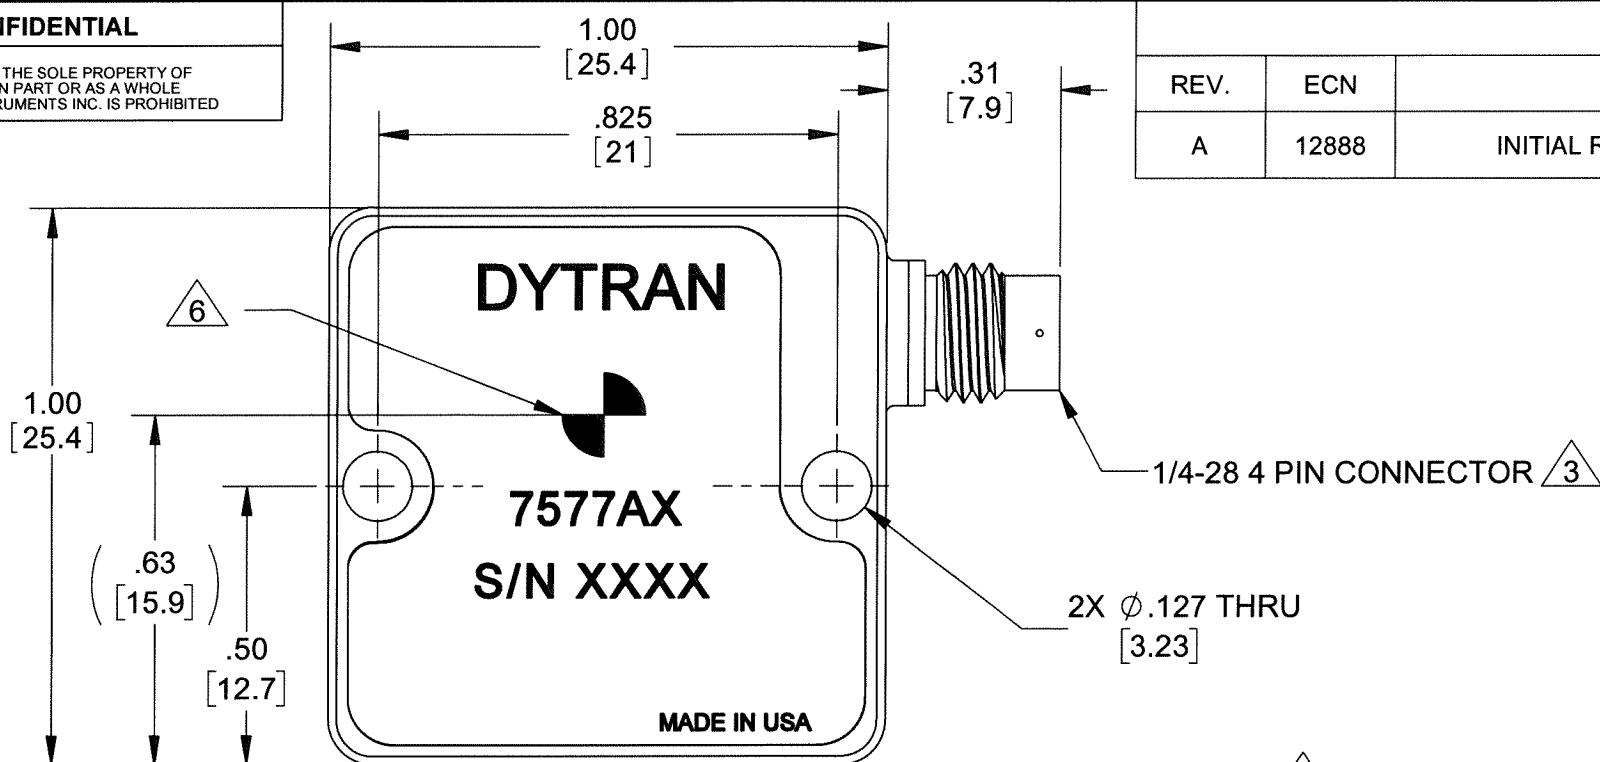 NFIDENTIAL
THE SOLE PROPERTY OF
N PART OR AS A WHOLE
RUMENTS INC. IS PROHIBITED
1.00
[25.4]
.825
[21]
.31
[7.9]
REV. ECN
A 12888 INITIAL R
DYTRAN
6
1.00
[25.4]
1/4-28 4 PIN CONNECTOR 3
7577AX
S/N XXXX
(.63
[15.9])
2X ∅.127 THRU
[3.23]
.50
[12.7]
MADE IN USA